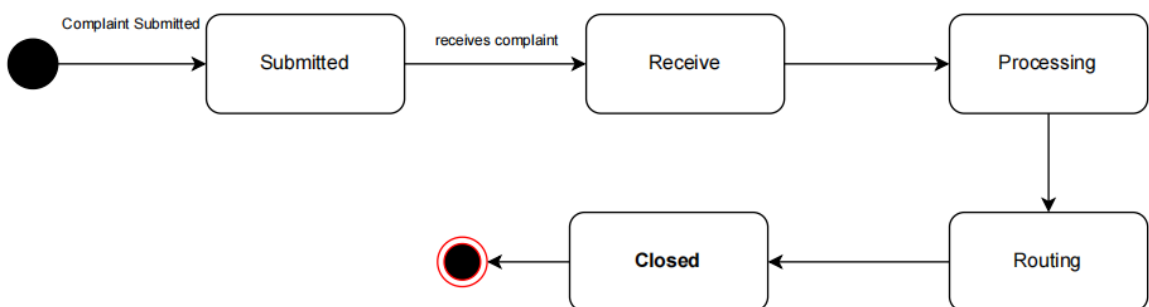 Complaint Submitted
Submitted
receives complaint
Receive
Processing
Closed
Routing